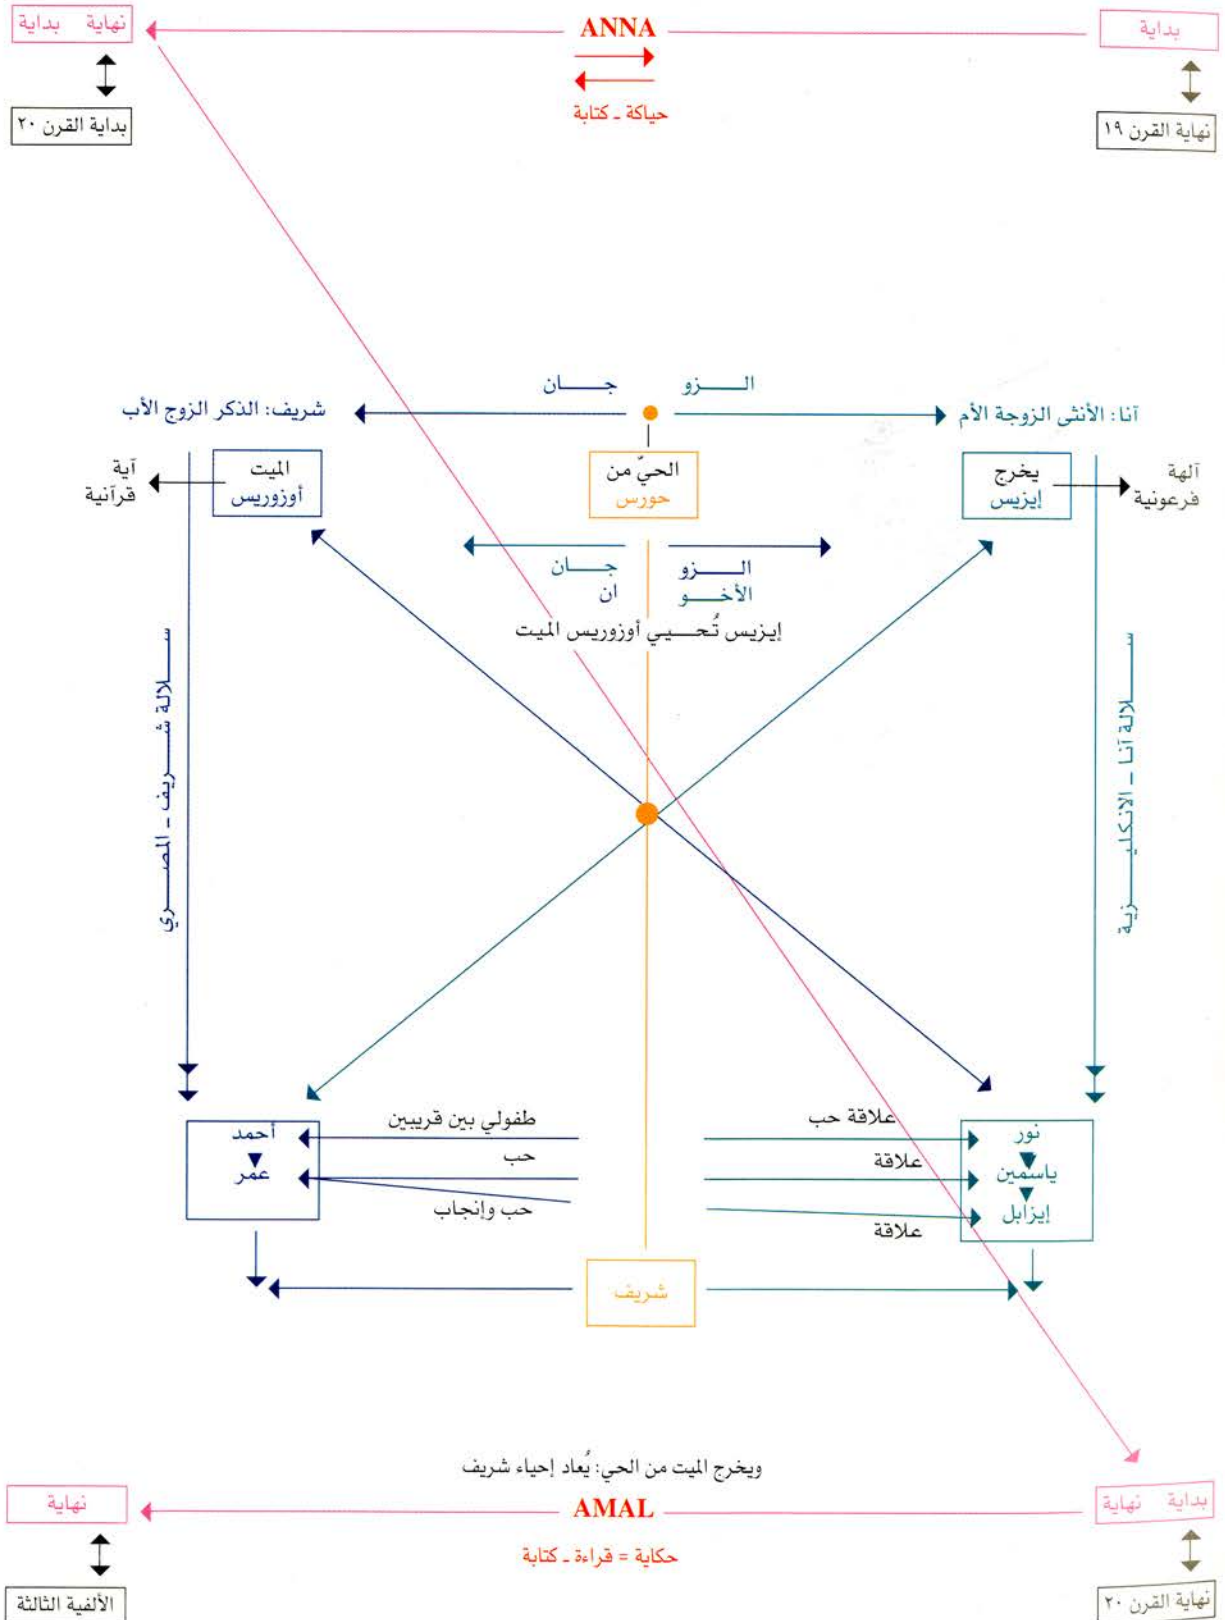 بداية
ANNA
نهاية بداية
حياكة ـ كتابة
نهاية القرن ١٩
بداية القرن ٢٠
الــــزو جــــان
آنا: الأنثى الزوجة الأم
شريف: الذكر الزوج الأب
آلهة
فرعونية
يخرج
إيزيس
الحيّ من
حورس
الميت
أوزوريس
آية
قرآنية
الــــزو جــــان
الأخــو ان
إيزيس تُحـــيي أوزوريس الميت
ســـلالة آنا ـ الانكليـــزية
ســـلالة شـــريف ـ المصـــري
نور
ياسمين
إيزابل
علاقة حب
طفولي بين قريبين
علاقة
حب
علاقة
حب وإنجاب
أحمد
عمر
شريف
ويخرج الميت من الحي: يُعاد إحياء شريف
بداية نهاية
AMAL
نهاية
حكاية = قراءة ـ كتابة
نهاية القرن ٢٠
الألفية الثالثة